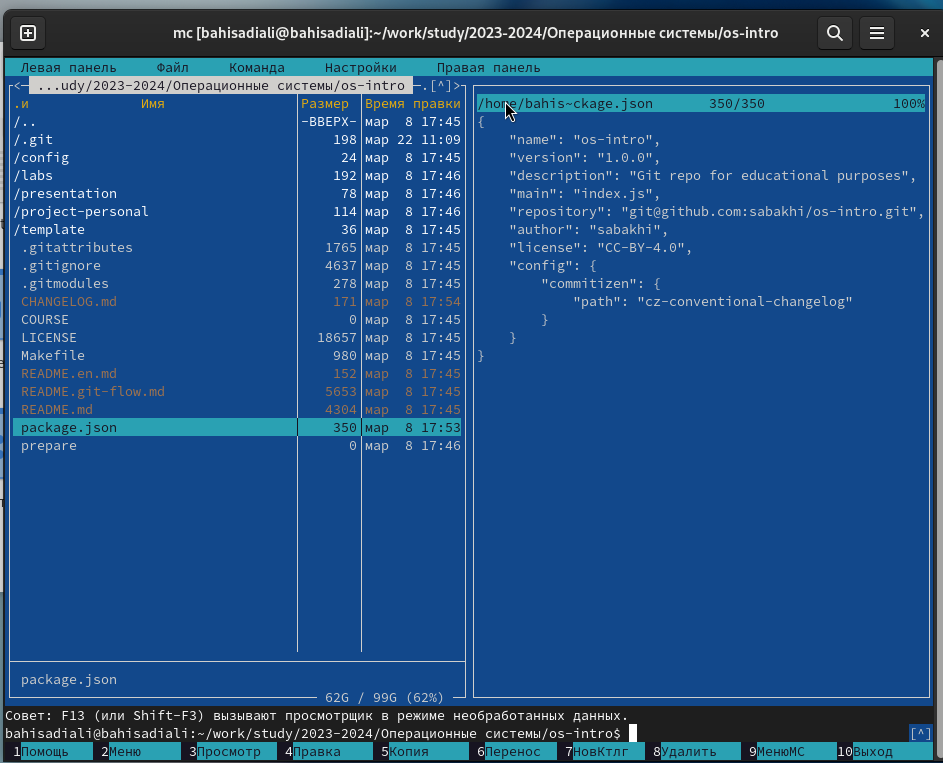 mc [bahisadiali@bahisadiali]:~/work/study/2023-2024/Операционные системы/os-intro
Левая панель Файл Команда Настройки Правая панель
<─ ...udy/2023-2024/Операционные системы/os-intro ─.[^]>
.и Имя Размер Время правки
/.. -ВВЕРХ- мар 8 17:45
/.git 198 мар 22 11:09
/config 24 мар 8 17:45
/labs 192 мар 8 17:46
/presentation 78 мар 8 17:46
/project-personal 114 мар 8 17:46
/template 36 мар 8 17:45
.gitattributes 1765 мар 8 17:45
.gitignore 4637 мар 8 17:45
.gitmodules 278 мар 8 17:45
CHANGELOG.md 171 мар 8 17:54
COURSE 0 мар 8 17:45
LICENSE 18657 мар 8 17:45
Makefile 980 мар 8 17:45
README.en.md 152 мар 8 17:45
README.git-flow.md 5653 мар 8 17:45
README.md 4304 мар 8 17:45
package.json 350 мар 8 17:53
prepare 0 мар 8 17:46
package.json
62G / 99G (62%)
/home/bahis~ckage.json 350/350 100%
{
    "name": "os-intro",
    "version": "1.0.0",
    "description": "Git repo for educational purposes",
    "main": "index.js",
    "repository": "git@github.com:sabakhi/os-intro.git",
    "author": "sabakhi",
    "license": "CC-BY-4.0",
    "config": {
        "commitizen": {
            "path": "cz-conventional-changelog"
        }
    }
}
Совет: F13 (или Shift-F3) вызывают просмотрщик в режиме необработанных данных.
bahisadiali@bahisadiali:~/work/study/2023-2024/Операционные системы/os-intro$ [^]
1Помощь 2Меню 3Просмотр 4Правка 5Копия 6Перенос 7НовКтлг 8Удалить 9МенюМС 10Выход